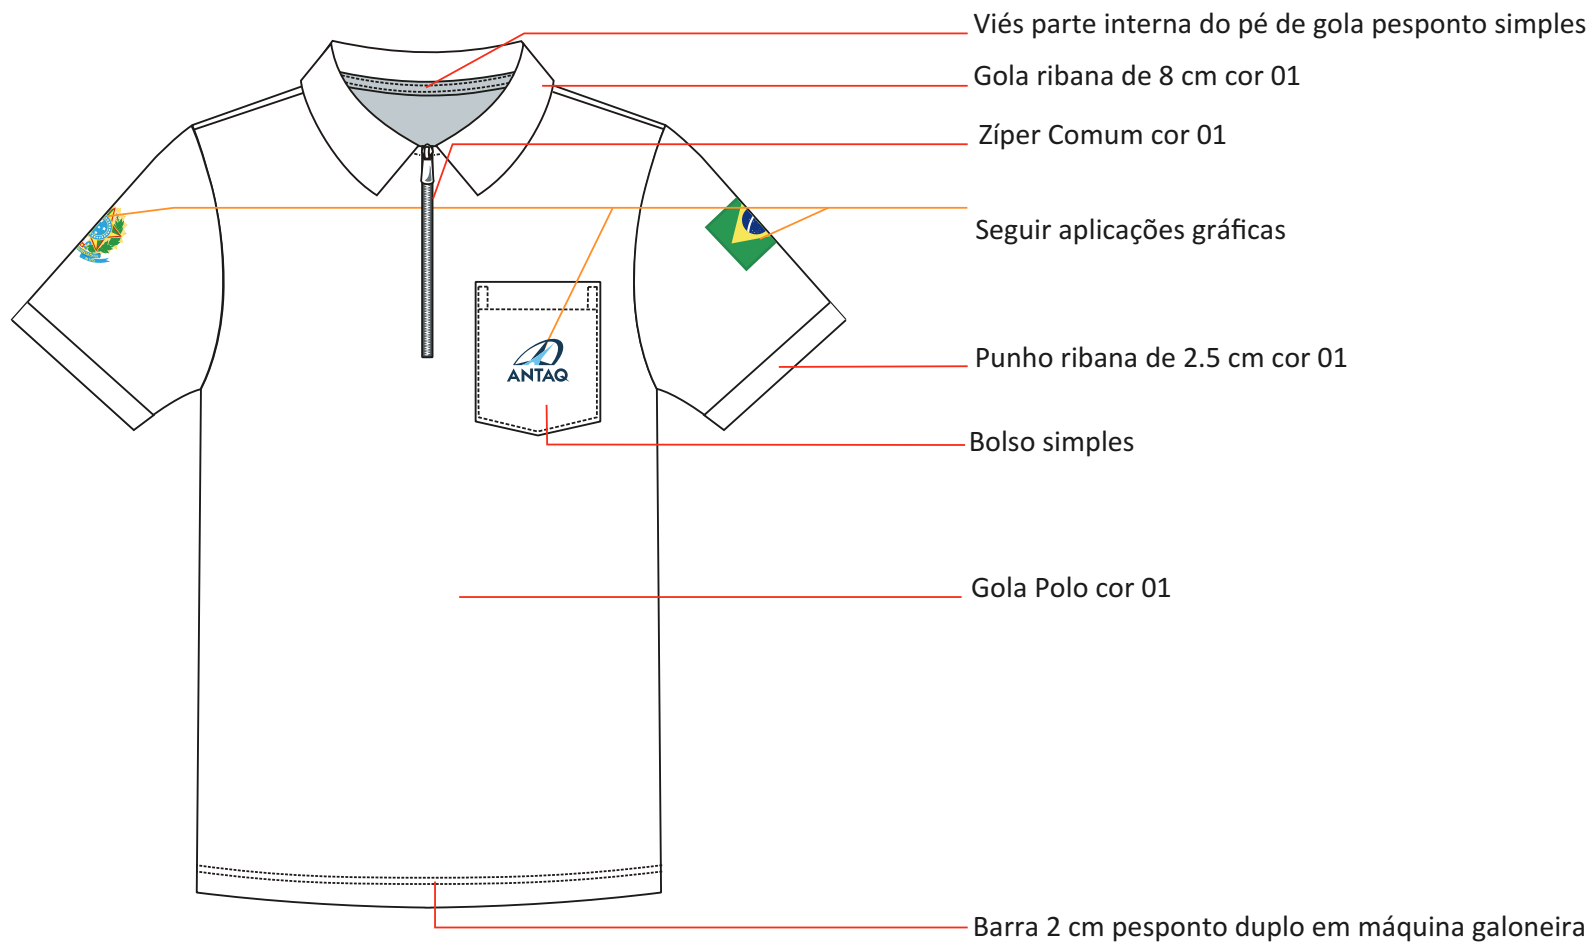 Viés parte interna do pé de gola pesponto simples
Gola ribana de 8 cm cor 01
Zíper Comum cor 01
Seguir aplicações gráficas
ANTAQ
Punho ribana de 2.5 cm cor 01
Bolso simples
Gola Polo cor 01
Barra 2 cm pesponto duplo em máquina galoneira